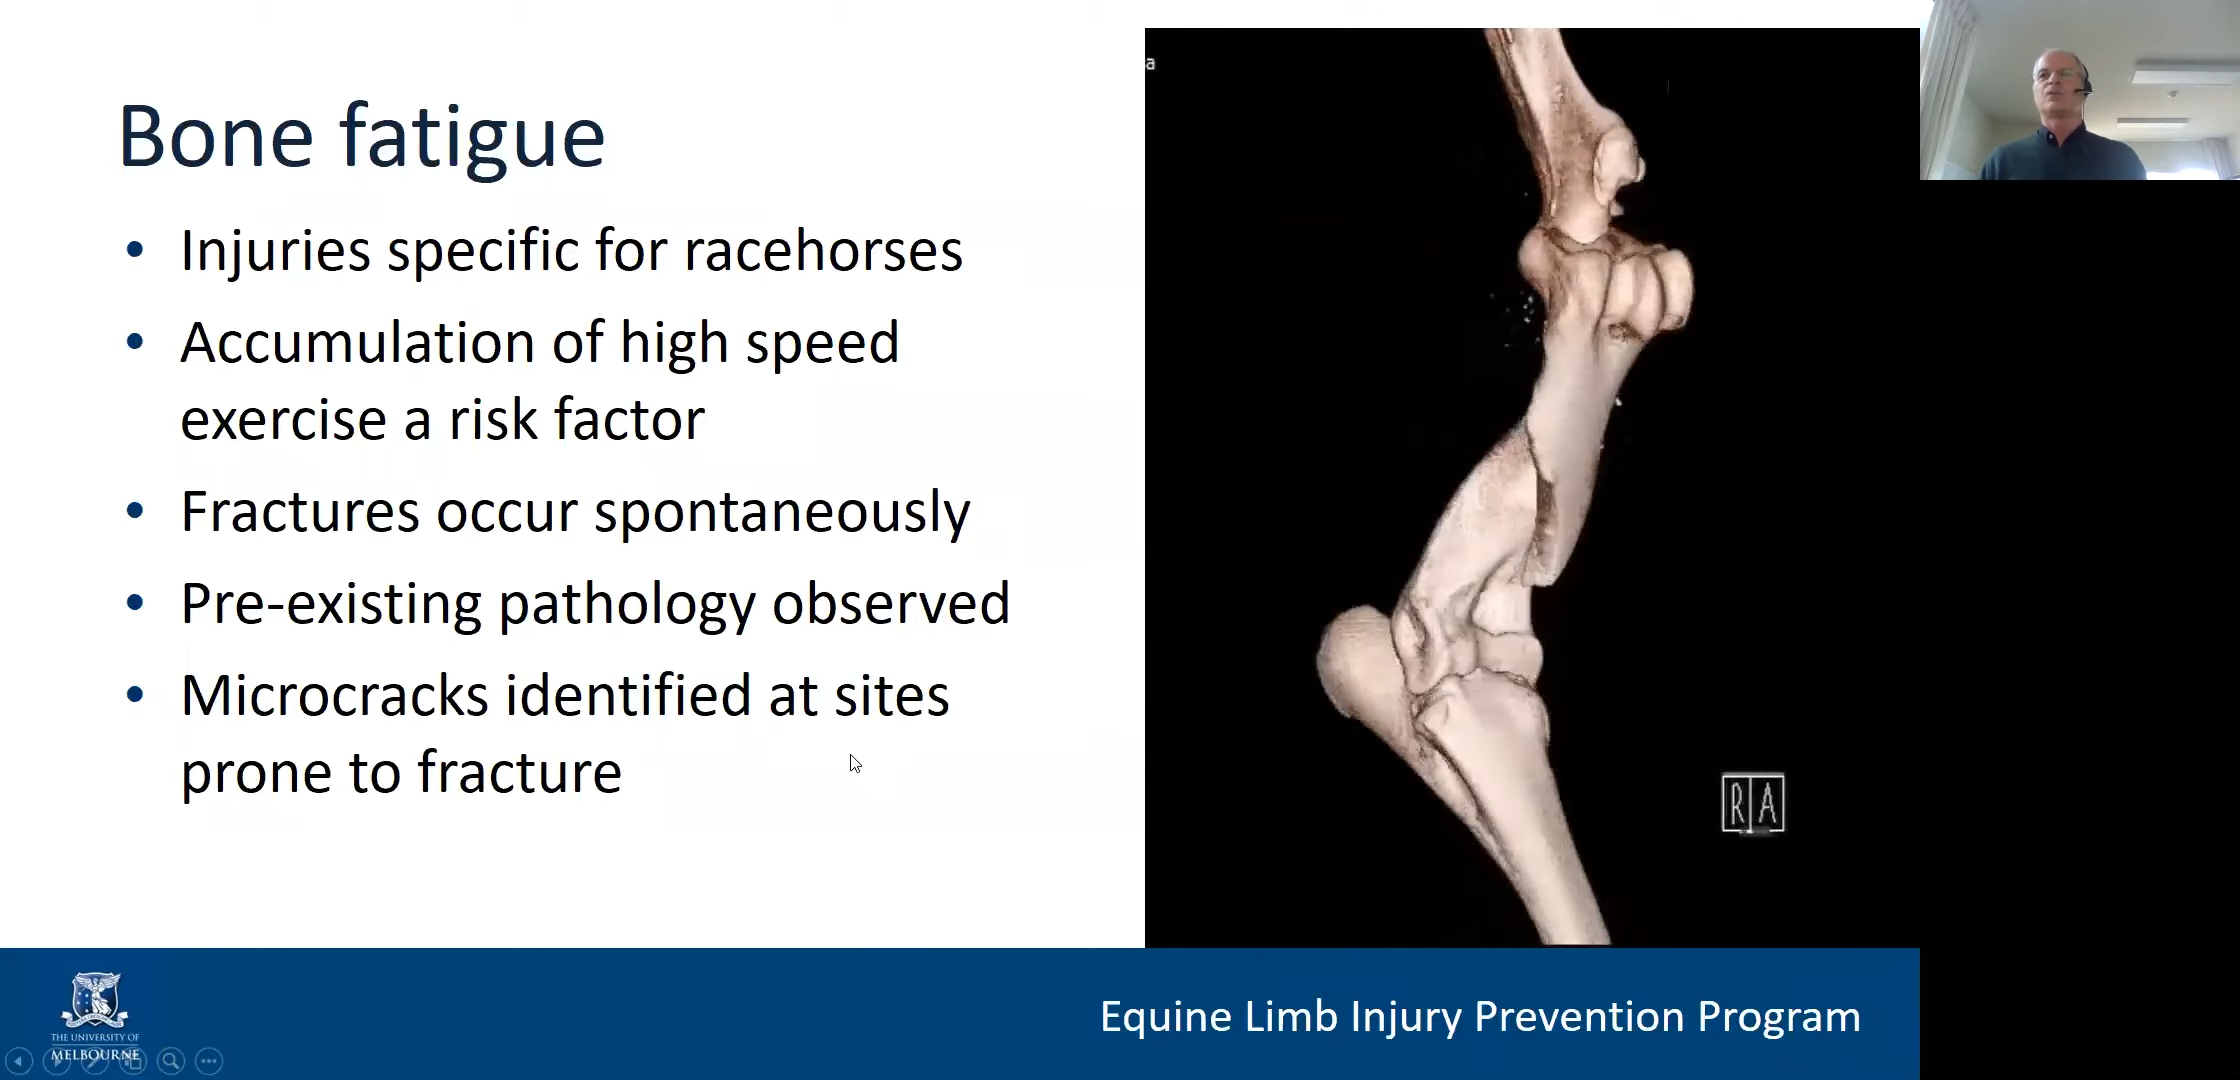 a
Bone fatigue
• Injuries specific for racehorses
• Accumulation of high speed
exercise a risk factor
• Fractures occur spontaneously
• Pre-existing pathology observed
• Microcracks identified at sites
prone to fracture
R A
THE UNIVERSITY OF
MELBOURNE
Equine Limb Injury Prevention Program